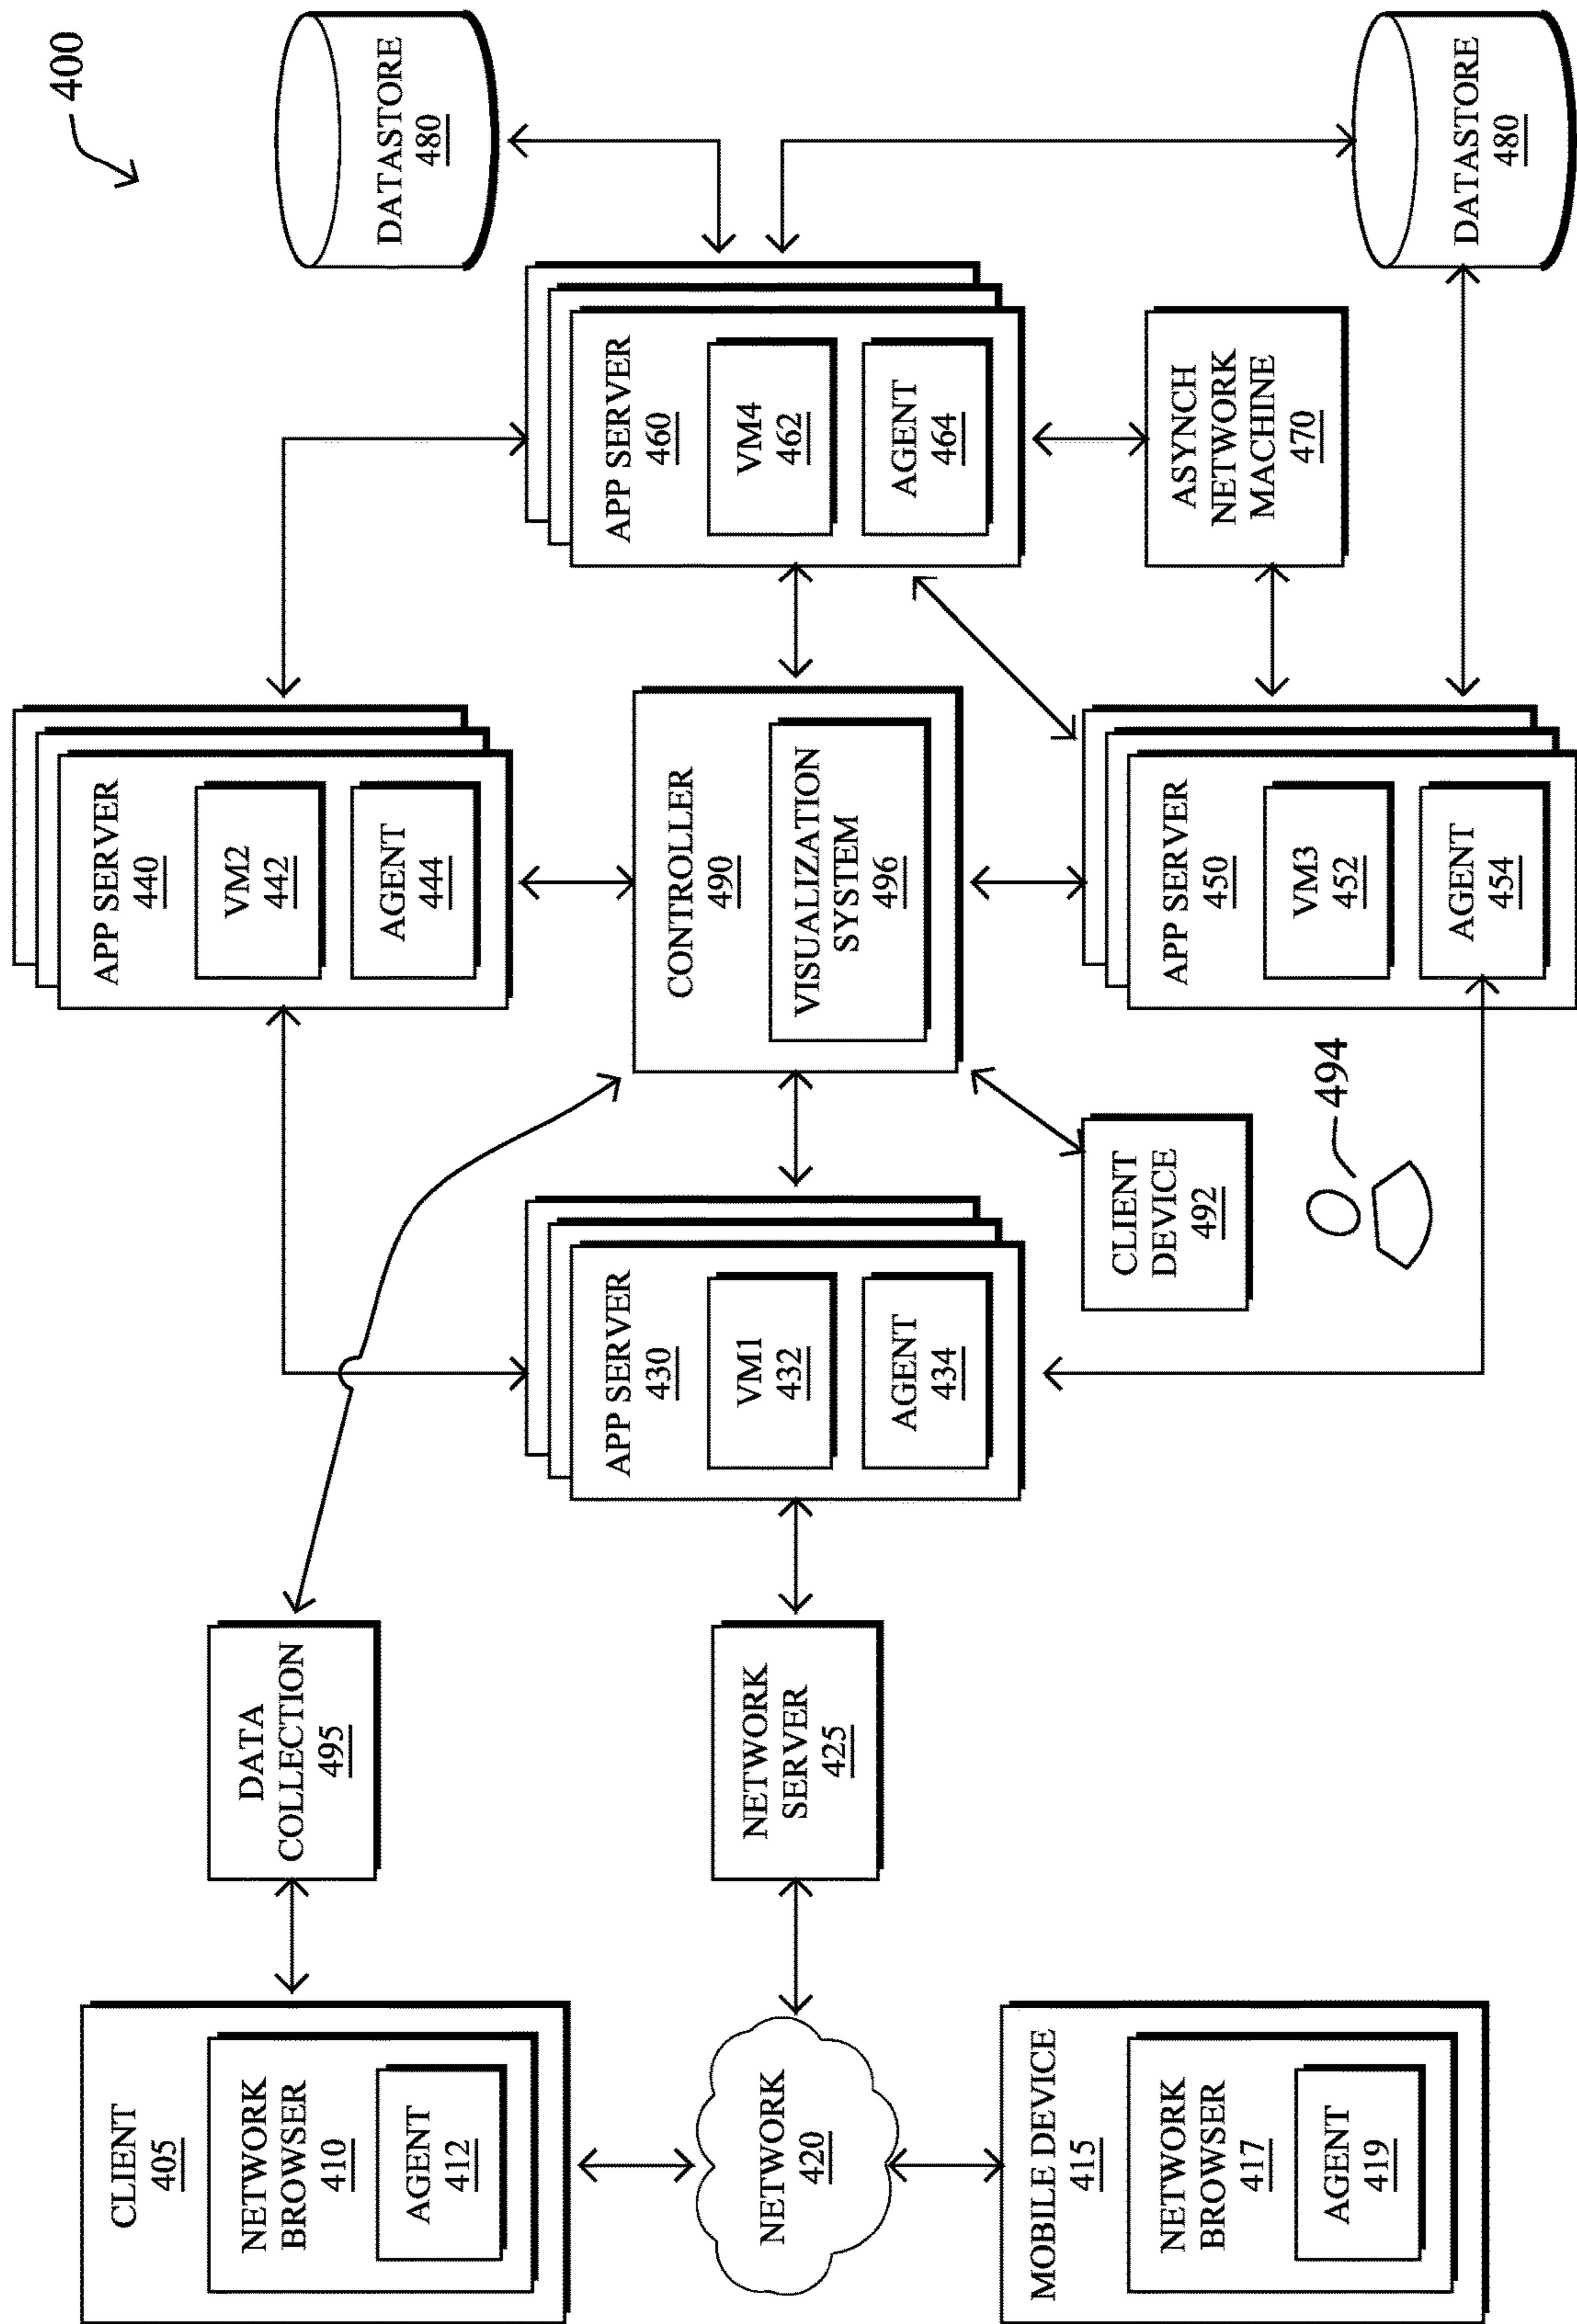 400
CLIENT
405
NETWORK
BROWSER
410
AGENT
412
DATA
COLLECTION
495
NETWORK
420
NETWORK
SERVER
425
MOBILE DEVICE
415
NETWORK
BROWSER
417
AGENT
419
APP SERVER
430
VM1
432
AGENT
434
APP SERVER
440
VM2
442
AGENT
444
CONTROLLER
490
VISUALIZATION
SYSTEM
496
CLIENT
DEVICE
492
494
APP SERVER
450
VM3
452
AGENT
454
APP SERVER
460
VM4
462
AGENT
464
ASYNCH
NETWORK
MACHINE
470
DATASTORE
480
DATASTORE
480